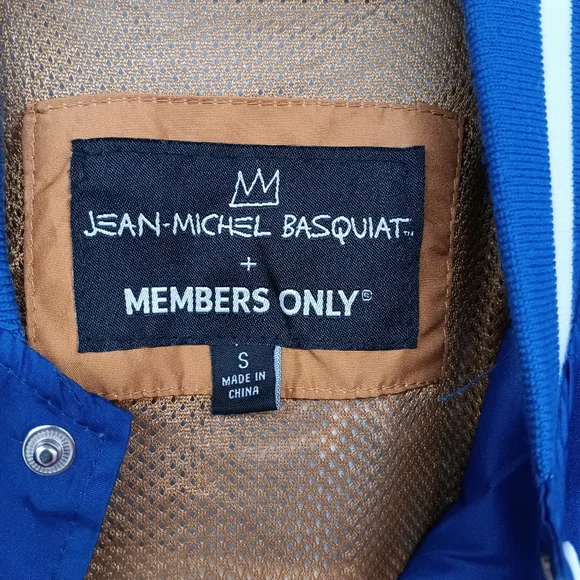 JEAN-MICHEL BASQUIAT™
+
MEMBERS ONLY®
S
MADE IN
CHINA